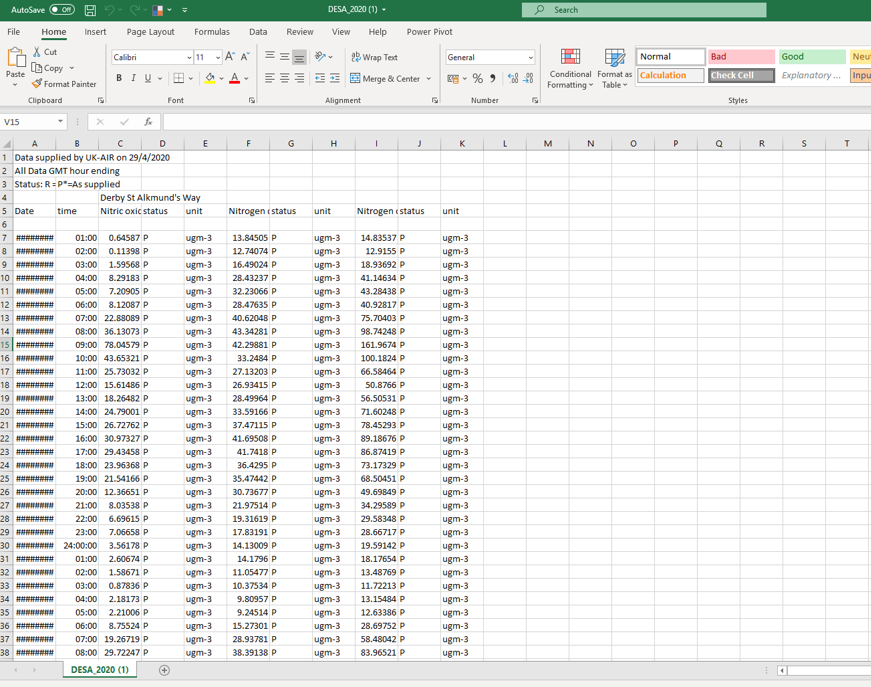 AutoSave Off DESA_2020 (1) Search
File Home Insert Page Layout Formulas Data Review View Help Power Pivot
Cut
Copy
Format Painter
Paste
Clipboard
Calibri 11 A A
B I U A
Font
Wrap Text
Merge & Center
Alignment
General
% ,
Number
Conditional Formatting
Format as Table
Normal Bad Good
Calculation Check Cell Explanatory ...
Styles
V15 fx
A B C D E F G H I J K L M N O P Q R S T
1 Data supplied by UK-AIR on 29/4/2020
2 All Data GMT hour ending
3 Status: R = P*=As supplied
4 Derby St Alkmund's Way
5 Date time Nitric oxic status unit Nitrogen status unit Nitrogen status unit
6
7 ######## 01:00 0.64587 P ugm-3 13.84505 P ugm-3 14.83537 P ugm-3
8 ######## 02:00 0.11398 P ugm-3 12.74074 P ugm-3 12.9155 P ugm-3
9 ######## 03:00 1.59568 P ugm-3 16.49024 P ugm-3 18.93692 P ugm-3
10 ######## 04:00 8.29183 P ugm-3 28.43237 P ugm-3 41.14634 P ugm-3
11 ######## 05:00 7.20905 P ugm-3 32.23066 P ugm-3 43.28438 P ugm-3
12 ######## 06:00 8.12087 P ugm-3 28.47635 P ugm-3 40.92817 P ugm-3
13 ######## 07:00 22.88089 P ugm-3 40.62048 P ugm-3 75.70403 P ugm-3
14 ######## 08:00 36.13073 P ugm-3 43.34281 P ugm-3 98.74248 P ugm-3
15 ######## 09:00 78.04579 P ugm-3 42.29881 P ugm-3 161.9674 P ugm-3
16 ######## 10:00 43.65321 P ugm-3 33.2484 P ugm-3 100.1824 P ugm-3
17 ######## 11:00 25.73032 P ugm-3 27.13203 P ugm-3 66.58464 P ugm-3
18 ######## 12:00 15.61486 P ugm-3 26.93415 P ugm-3 50.8766 P ugm-3
19 ######## 13:00 18.26482 P ugm-3 28.49964 P ugm-3 56.50531 P ugm-3
20 ######## 14:00 24.79001 P ugm-3 33.59166 P ugm-3 71.60248 P ugm-3
21 ######## 15:00 26.72762 P ugm-3 37.47115 P ugm-3 78.45293 P ugm-3
22 ######## 16:00 30.97327 P ugm-3 41.69508 P ugm-3 89.18676 P ugm-3
23 ######## 17:00 29.43458 P ugm-3 41.7418 P ugm-3 86.87419 P ugm-3
24 ######## 18:00 23.96368 P ugm-3 36.4295 P ugm-3 73.17329 P ugm-3
25 ######## 19:00 21.54166 P ugm-3 35.47442 P ugm-3 68.50451 P ugm-3
26 ######## 20:00 12.36651 P ugm-3 30.73677 P ugm-3 49.69849 P ugm-3
27 ######## 21:00 8.03538 P ugm-3 21.97514 P ugm-3 34.29589 P ugm-3
28 ######## 22:00 6.69615 P ugm-3 19.31619 P ugm-3 29.58348 P ugm-3
29 ######## 23:00 7.06658 P ugm-3 17.83191 P ugm-3 28.66717 P ugm-3
30 ######## 24:00:00 3.56178 P ugm-3 14.13009 P ugm-3 19.59142 P ugm-3
31 ######## 01:00 2.60674 P ugm-3 14.1796 P ugm-3 18.17654 P ugm-3
32 ######## 02:00 1.58671 P ugm-3 11.05477 P ugm-3 13.48769 P ugm-3
33 ######## 03:00 0.87836 P ugm-3 10.37534 P ugm-3 11.72213 P ugm-3
34 ######## 04:00 2.18173 P ugm-3 9.80957 P ugm-3 13.15484 P ugm-3
35 ######## 05:00 2.21006 P ugm-3 9.24514 P ugm-3 12.63386 P ugm-3
36 ######## 06:00 8.75524 P ugm-3 15.27301 P ugm-3 28.69752 P ugm-3
37 ######## 07:00 19.26719 P ugm-3 28.93781 P ugm-3 58.48042 P ugm-3
38 ######## 08:00 29.72247 P ugm-3 38.39138 P ugm-3 83.96521 P ugm-3
DESA_2020 (1)